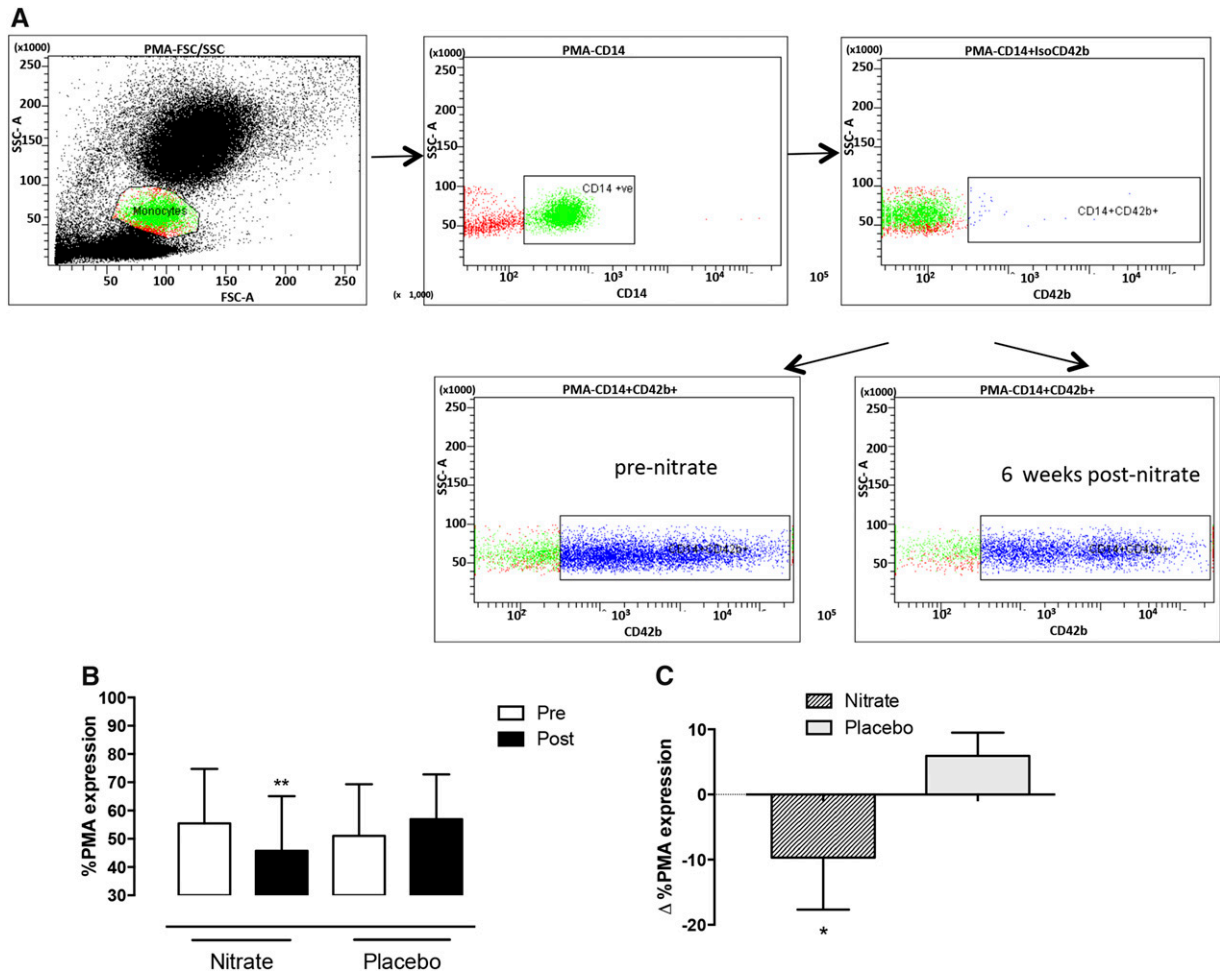 A
PMA-FSC/SSC
(x1000)
250
200
150
100
50
SSC- A
Monocytes
50 100 150 200 250
FSC-A
PMA-CD14
(x1000)
250
200
150
100
50
SSC- A
CD14 +ve
10² 10³ 10⁴ 10⁵
(x 1,000)
CD14
PMA-CD14+IsoCD42b
(x1000)
250
200
150
100
50
SSC- A
CD14+CD42b+
10² 10³ 10⁴
CD42b
PMA-CD14+CD42b+
(x1000)
250
200
150
100
50
SSC- A
pre-nitrate
CD14+CD42b+
10² 10³ 10⁴ 10⁵
CD42b
PMA-CD14+CD42b+
(x1000)
250
200
150
100
50
SSC- A
6 weeks post-nitrate
CD14+CD42b+
10² 10³ 10⁴
CD42b
B
100
90
80
70
60
50
40
30
%PMA expression
**
Pre
Post
Nitrate Placebo
C
Nitrate
Placebo
10
0
-10
-20
Δ %PMA expression
*